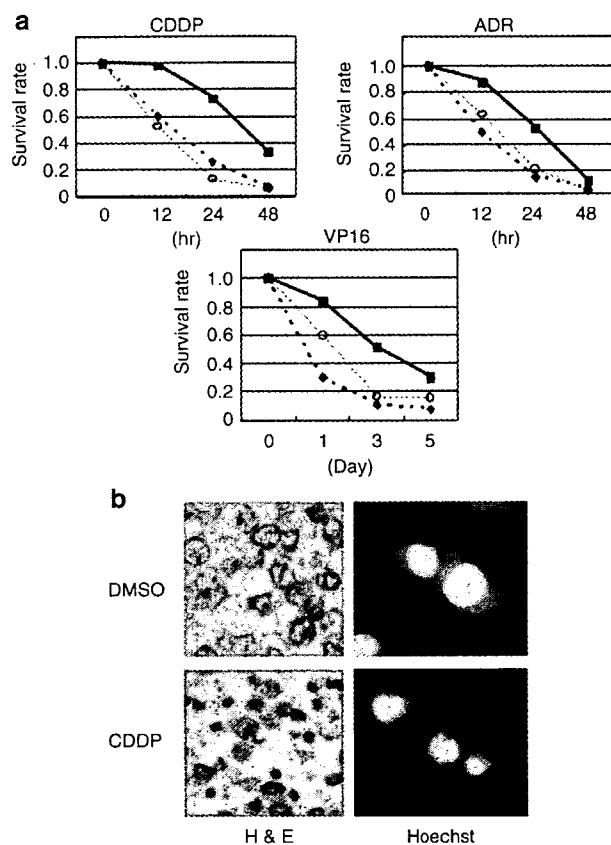 a
CDDP
Survival rate
1.0
0.8
0.6
0.4
0.2
0
0 12 24 48
(hr)
ADR
Survival rate
1.0
0.8
0.6
0.4
0.2
0
0 12 24 48
(hr)
VP16
Survival rate
1.0
0.8
0.6
0.4
0.2
0
0 1 3 5
(Day)
b
DMSO
CDDP
H & E Hoechst